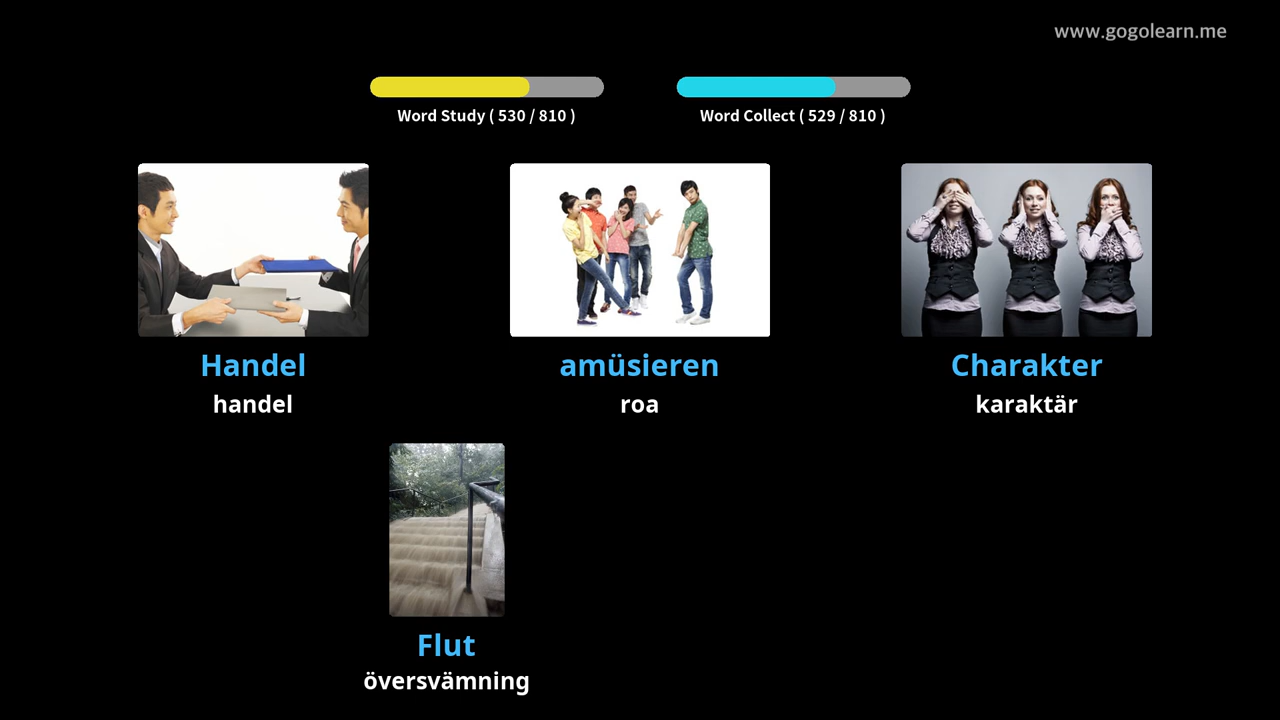 www.gogolearn.me
Word Study ( 530 / 810 )
Word Collect ( 529 / 810 )
Handel
handel
amüsieren
roa
Charakter
karaktär
Flut
översvämning